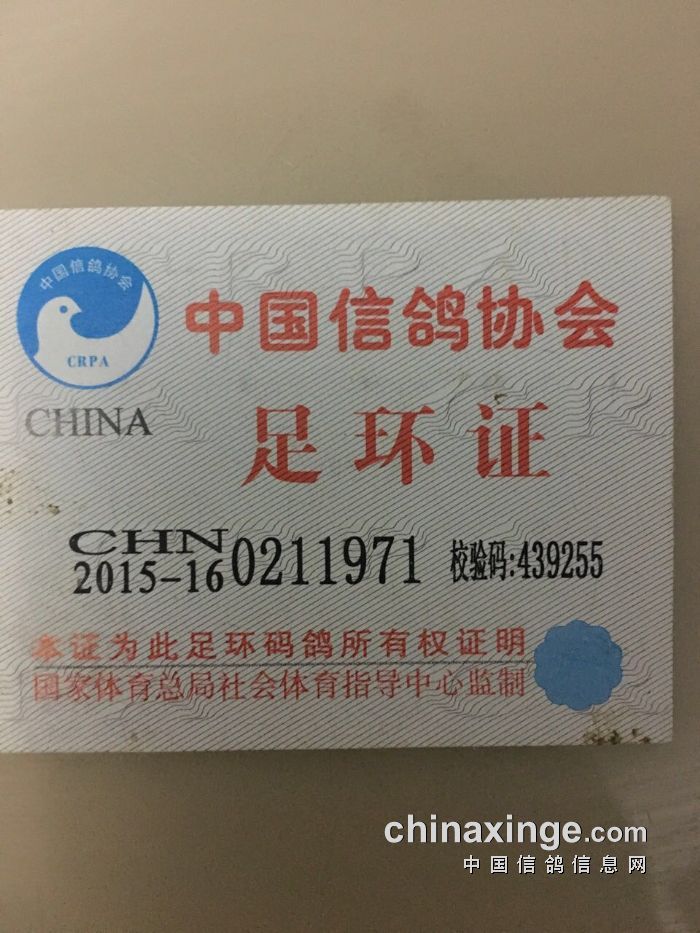 中国信鸽协会
CRPA
CHINA
中国信鸽协会
足环证
CHN
2015-16 0211971 校验码:439255
本证为此足环码鸽所有权证明
国家体育总局社会体育指导中心监制
chinaxinge.com
中国信鸽信息网